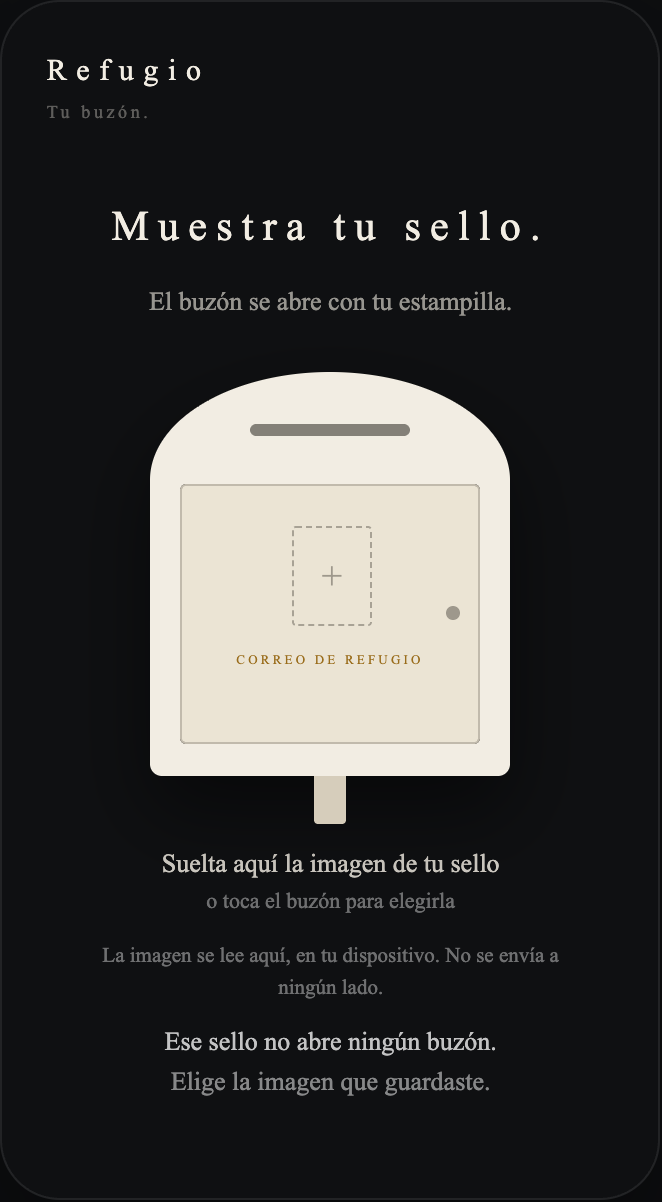 Refugio
Tu buzón.
Muestra tu sello.
El buzón se abre con tu estampilla.
+
CORREO DE REFUGIO
Suelta aquí la imagen de tu sello
o toca el buzón para elegirla
La imagen se lee aquí, en tu dispositivo. No se envía a
ningún lado.
Ese sello no abre ningún buzón.
Elige la imagen que guardaste.